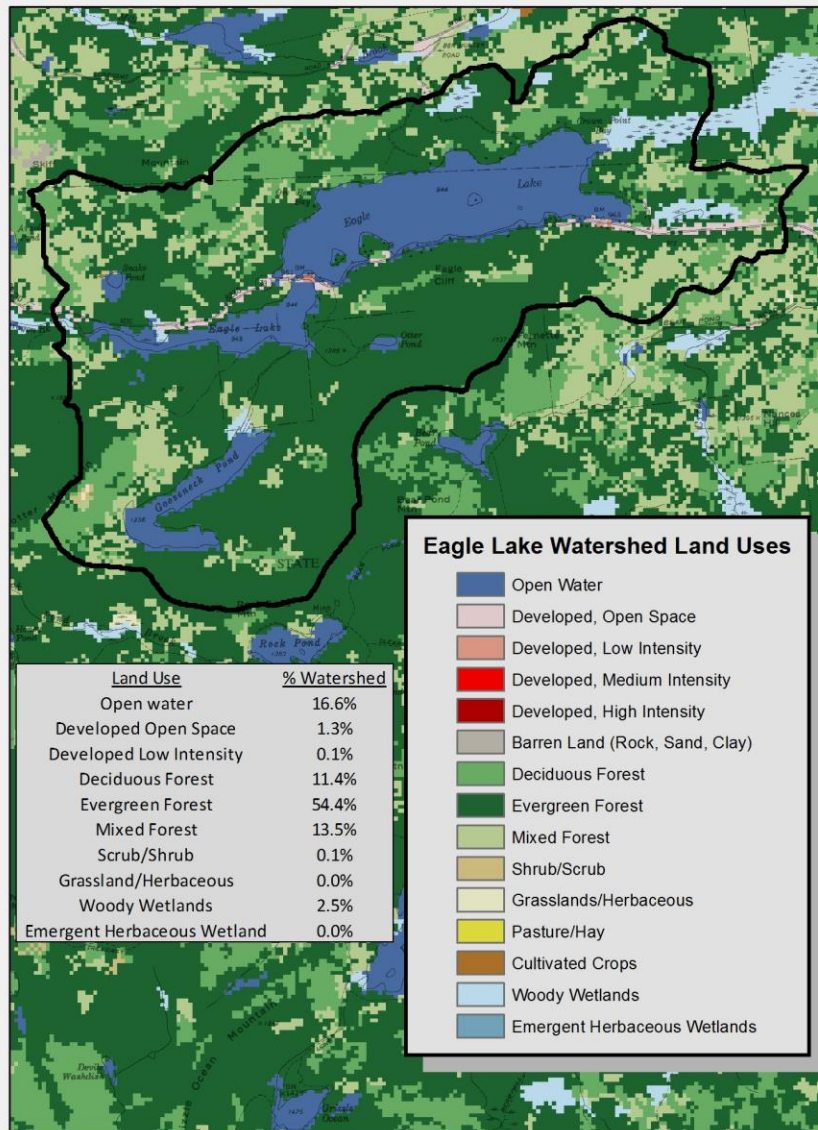 Eagle Lake
Eagle Lake
Snake
Pond
Otter
Pond
Eagle
Cliff
Gooseneck Pond
STATE
Rock Pond
Eagle Lake Watershed Land Uses
Open Water
Developed, Open Space
Developed, Low Intensity
Developed, Medium Intensity
Developed, High Intensity
Barren Land (Rock, Sand, Clay)
Deciduous Forest
Evergreen Forest
Mixed Forest
Shrub/Scrub
Grasslands/Herbaceous
Pasture/Hay
Cultivated Crops
Woody Wetlands
Emergent Herbaceous Wetlands
Land Use % Watershed
Open water 16.6%
Developed Open Space 1.3%
Developed Low Intensity 0.1%
Deciduous Forest 11.4%
Evergreen Forest 54.4%
Mixed Forest 13.5%
Scrub/Shrub 0.1%
Grassland/Herbaceous 0.0%
Woody Wetlands 2.5%
Emergent Herbaceous Wetland 0.0%